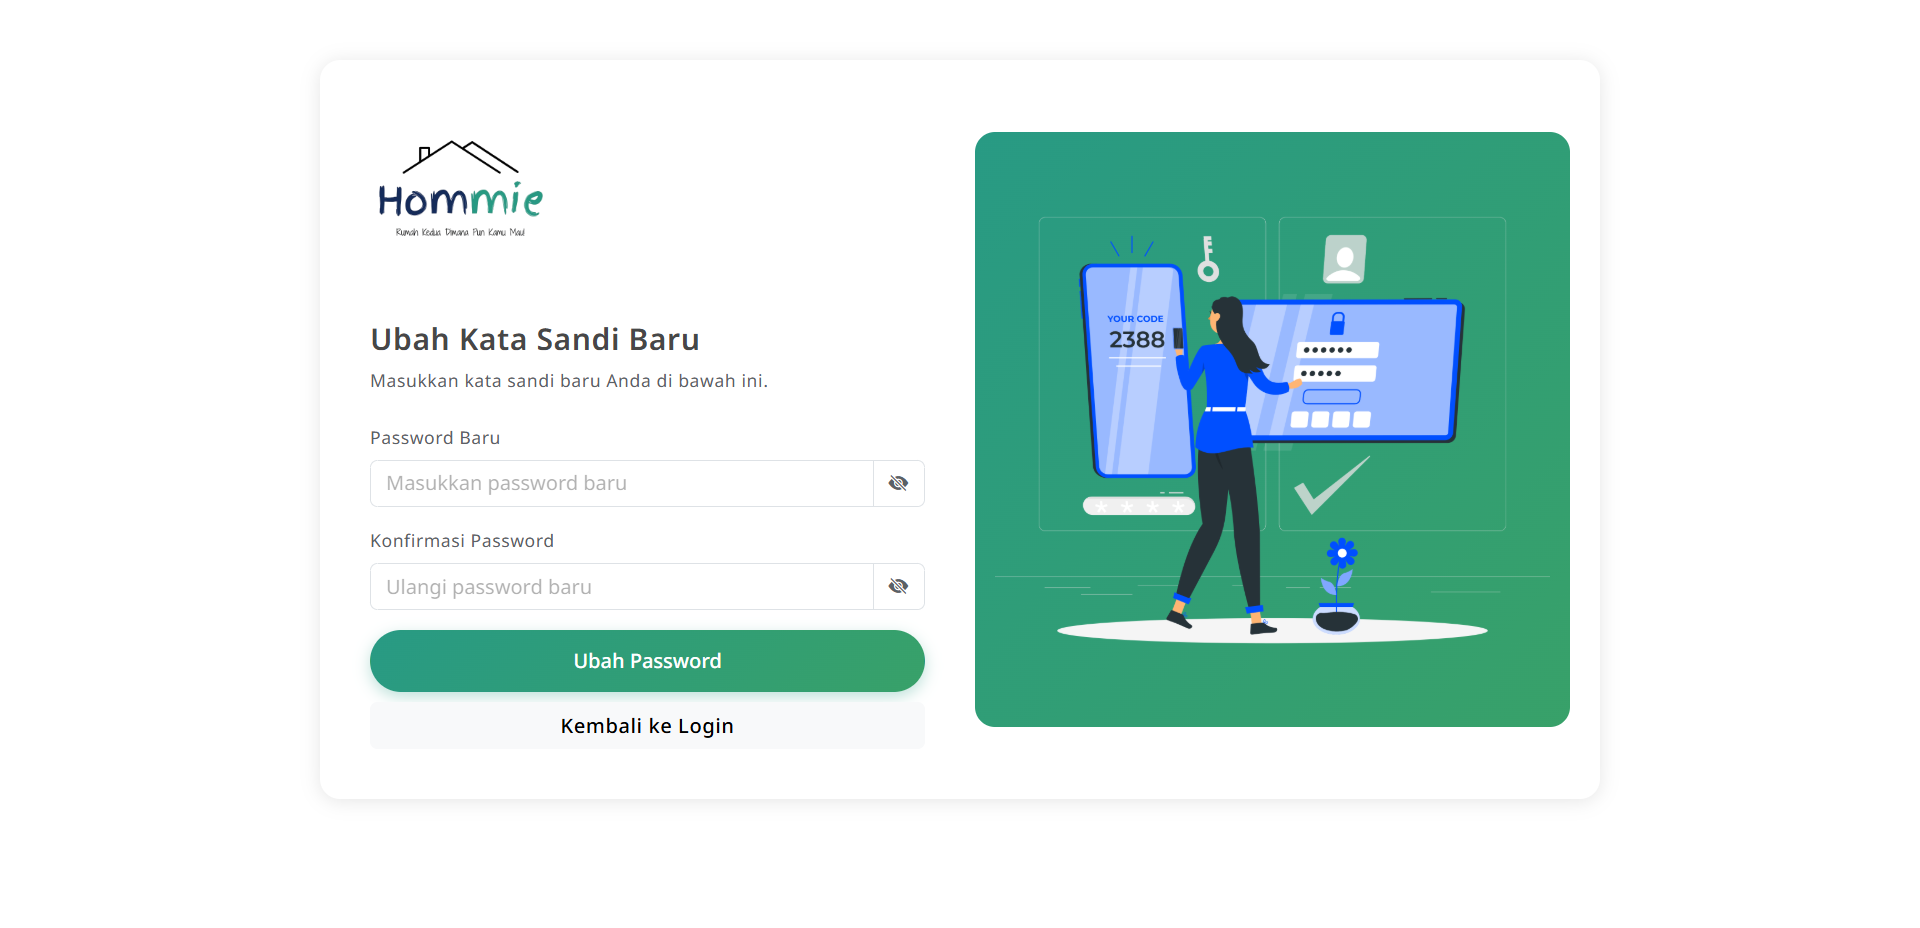 Hommie
Rumah Kedua Dimana Pun Kamu Mau!
Ubah Kata Sandi Baru
Masukkan kata sandi baru Anda di bawah ini.
Password Baru
Masukkan password baru
Konfirmasi Password
Ulangi password baru
Ubah Password
Kembali ke Login
YOUR CODE
2388
* * * *